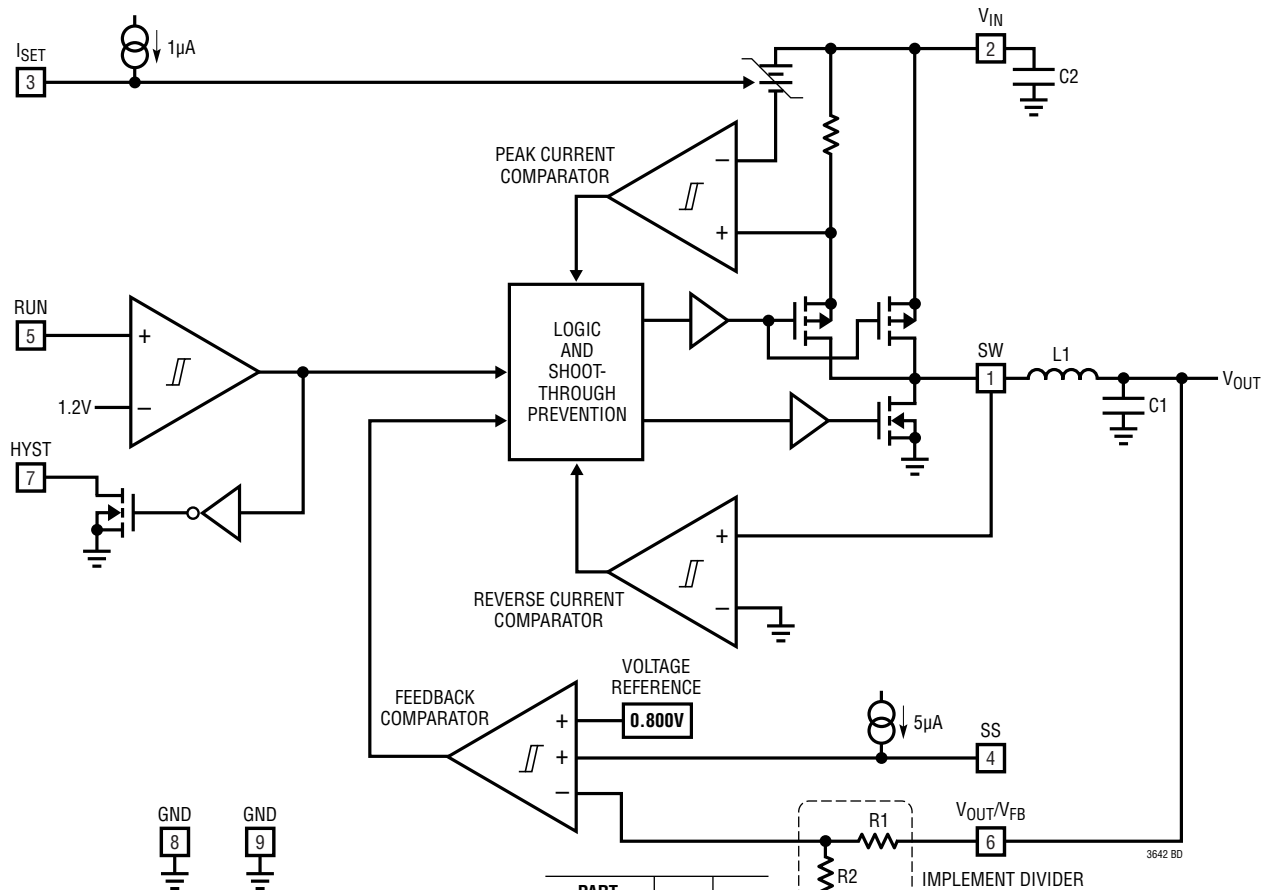 VIN
2
C2
1µA
ISET
3
PEAK CURRENT
COMPARATOR
−
+
RUN
5
+
1.2V
−
LOGIC
AND
SHOOT-
THROUGH
PREVENTION
SW
1
L1
VOUT
C1
HYST
7
+
−
REVERSE CURRENT
COMPARATOR
VOLTAGE
REFERENCE
0.800V
FEEDBACK
COMPARATOR
+
+
−
5µA
SS
4
GND
8
GND
9
R1
VOUT/VFB
6
3642 BD
R2
IMPLEMENT DIVIDER
PART